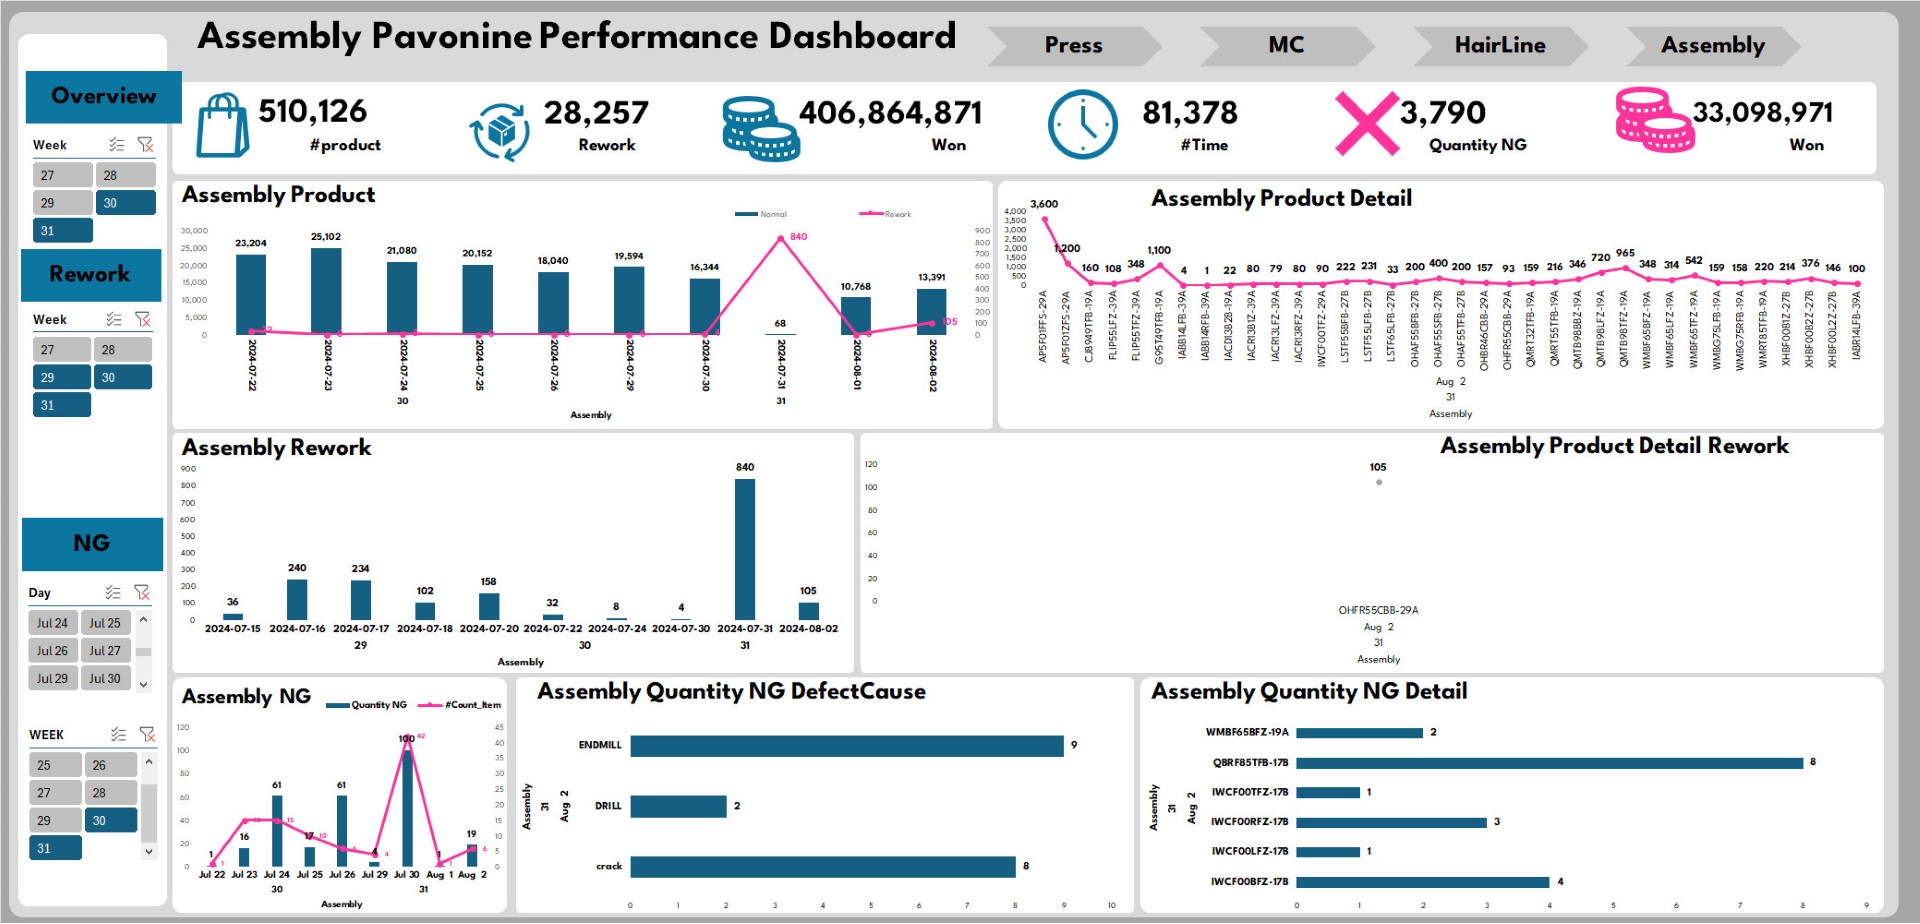 Assembly Pavonine Performance Dashboard
Press
MC
HairLine
Assembly
Overview
Week
27 28
29 30
31
Rework
Week
27 28
29 30
31
NG
Day
Jul 24 Jul 25
Jul 26 Jul 27
Jul 29 Jul 30
WEEK
25 26
27 28
29 30
31
510,126
#product
28,257
Rework
406,864,871
Won
81,378
#Time
3,790
Quantity NG
33,098,971
Won
Assembly Product
Normal Rework
30,000
25,000
20,000
15,000
10,000
5,000
0
23,204 25,102 21,080 20,152 18,040 19,594 16,344 68 10,768 13,391
840
105
900
800
700
600
500
400
300
200
100
0
2024-07-22 2024-07-23 2024-07-24 2024-07-25 2024-07-26 2024-07-29 2024-07-30 2024-07-31 2024-08-01 2024-08-02
30 31
Assembly
Assembly Product Detail
4,000
3,500
3,000
2,500
2,000
1,500
1,000
500
0
3,600 1,200 160 108 348 1,100 4 1 22 80 79 80 90 222 231 33 200 400 200 157 93 159 216 346 720 965 348 314 542 159 158 220 214 376 146 100
AP5F01FFS-29A
AP5F01ZFS-29A
CJ8949TFB-19A
FLIP55LFZ-39A
FLIP55TFZ-39A
G95T49TFB-19A
IABB14LFB-39A
IABB14RFB-39A
IACD13B2B-19A
IACR13B1Z-39A
IACR13LFZ-39A
IACR13RFZ-39A
IWCF00TFZ-29A
LSTF55BFB-27B
LSTF55LFB-27B
LSTF65LFB-27B
OHAF55BFB-27B
OHAF55SFB-27B
OHAF55TFB-27B
OHBR46CBB-29A
OHFR55CBB-29A
QMRT32TFB-19A
QMRT55TFB-19A
QMTB98BBZ-19A
QMTB98LFZ-19A
QMTB98TFZ-19A
WMBF65BFZ-19A
WMBF65LFZ-19A
WMBF65TFZ-19A
WMBG75LFB-19A
WMBG75RFB-19A
WMRT85TFB-19A
XHBF00B1Z-27B
XHBF00B2Z-27B
XHBF00L2Z-27B
IABR14LFB-39A
Aug 2
31
Assembly
Assembly Rework
900
800
700
600
500
400
300
200
100
0
36 240 234 102 158 32 8 4 840 105
2024-07-15 2024-07-16 2024-07-17 2024-07-18 2024-07-20 2024-07-22 2024-07-24 2024-07-30 2024-07-31 2024-08-02
29 30 31
Assembly
Assembly Product Detail Rework
120
100
80
60
40
20
0
105
OHFR55CBB-29A
Aug 2
31
Assembly
Assembly NG
Quantity NG #Count_Item
120
100
80
60
40
20
0
1 16 61 17 61 4 100 1 19
1 15 15 10 6 4 42 1 6
45
40
35
30
25
20
15
10
5
0
Jul 22 Jul 23 Jul 24 Jul 25 Jul 26 Jul 29 Jul 30 Aug 1 Aug 2
30 31
Assembly
Assembly Quantity NG DefectCause
Assembly
31
Aug 2
ENDMILL 9
DRILL 2
crack 8
0 1 2 3 4 5 6 7 8 9 10
Assembly Quantity NG Detail
Assembly
31
Aug 2
WMBF65BFZ-19A 2
QBRF85TFB-17B 8
IWCF00TFZ-17B 1
IWCF00RFZ-17B 3
IWCF00LFZ-17B 1
IWCF00BFZ-17B 4
0 1 2 3 4 5 6 7 8 9